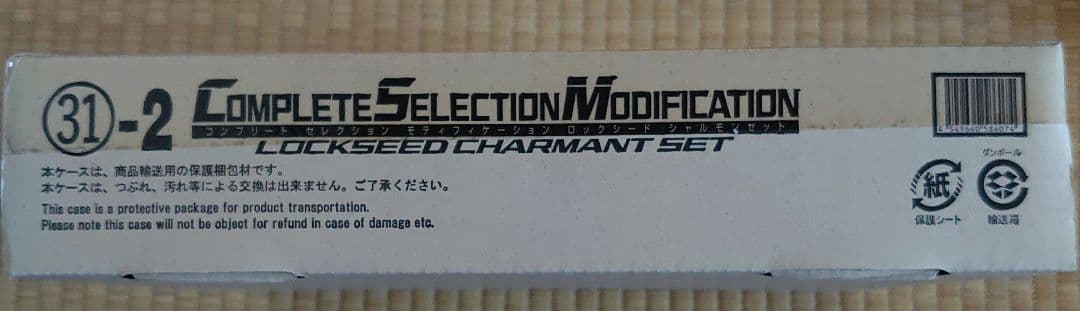 ㉛-2 COMPLETE SELECTION MODIFICATION
コンプリート セレクション モディフィケーション ロックシード シャルモンセット
LOCKSEED CHARMANT SET
本ケースは、商品輸送用の保護梱包材です。
本ケースは、つぶれ、汚れ等による交換は出来ません。ご了承ください。
This case is a protective package for product transportation.
Please note this case will not be object for refund in case of damage etc.
4 549660 586074
紙
保護シート
ダンボール
輸送箱